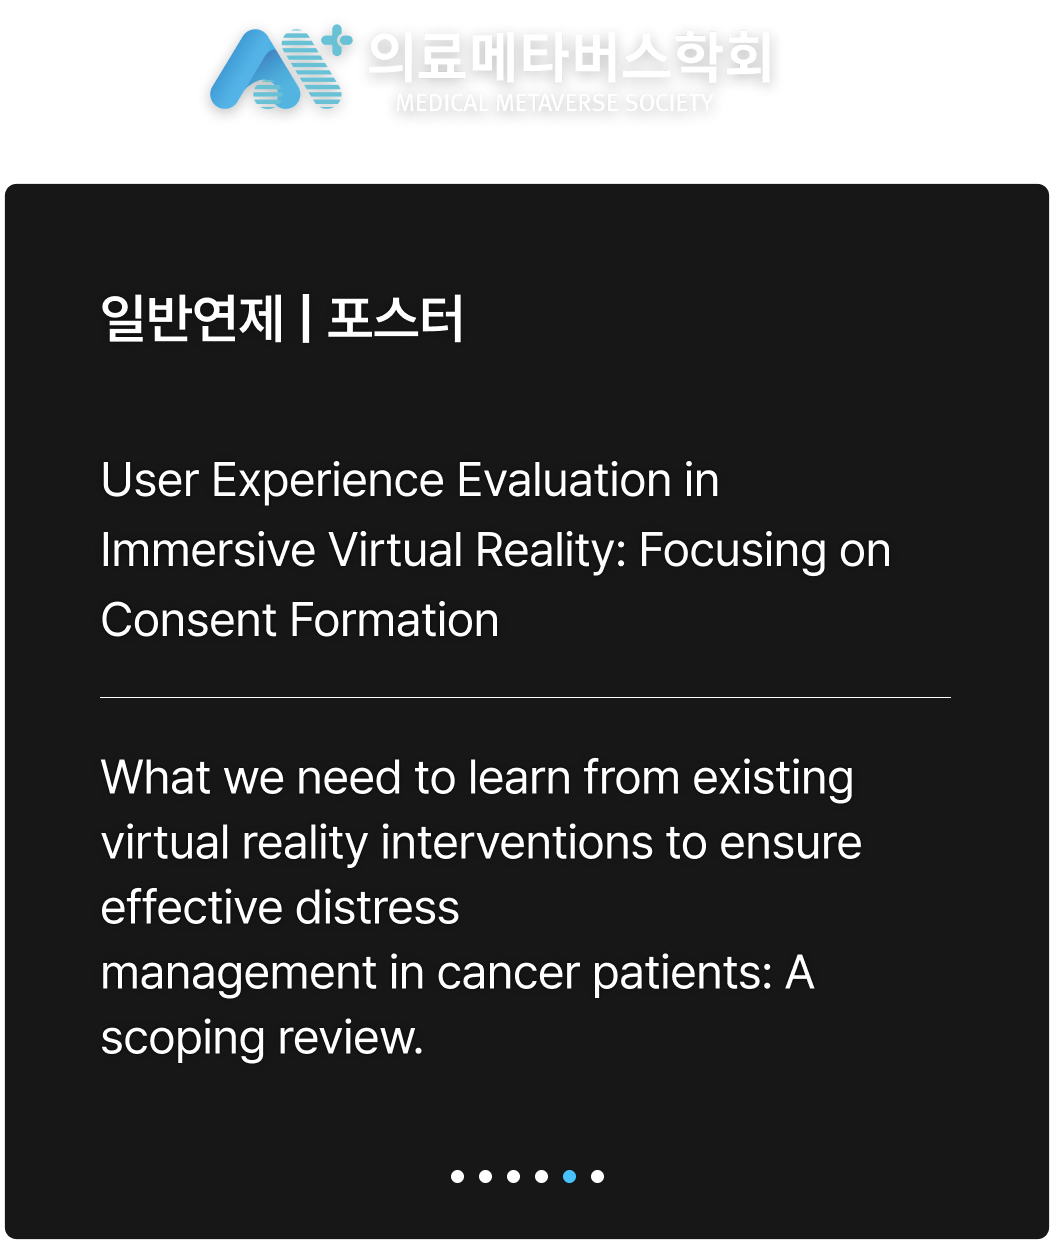 의료메타버스학회
MEDICAL METAVERSE SOCIETY
일반연제 | 포스터
User Experience Evaluation in
Immersive Virtual Reality: Focusing on
Consent Formation
What we need to learn from existing
virtual reality interventions to ensure
effective distress
management in cancer patients: A
scoping review.